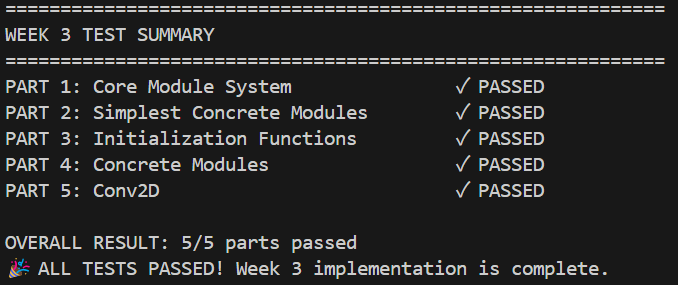 ============================================================
WEEK 3 TEST SUMMARY
============================================================
PART 1: Core Module System ✓ PASSED
PART 2: Simplest Concrete Modules ✓ PASSED
PART 3: Initialization Functions ✓ PASSED
PART 4: Concrete Modules ✓ PASSED
PART 5: Conv2D ✓ PASSED
OVERALL RESULT: 5/5 parts passed
🎉 ALL TESTS PASSED! Week 3 implementation is complete.